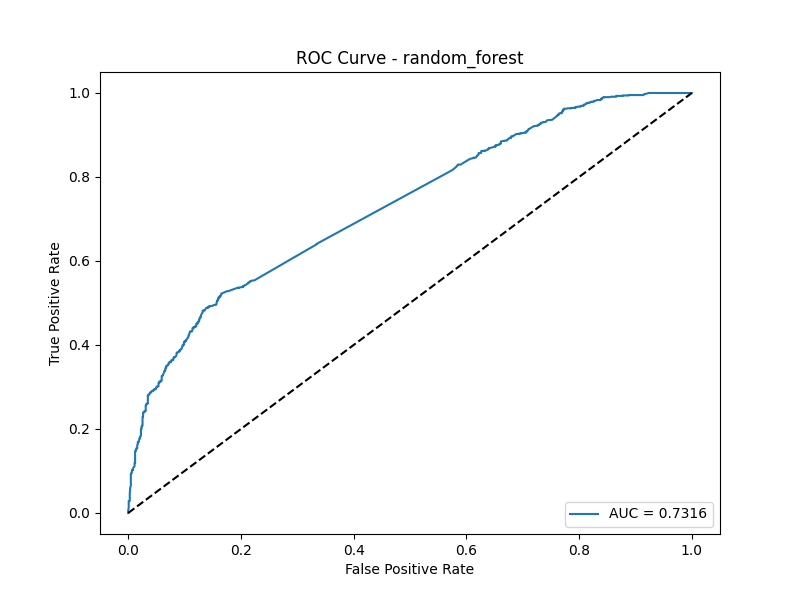 ROC Curve - random_forest
1.0
0.8
0.6
0.4
0.2
0.0
True Positive Rate
AUC = 0.7316
0.0 0.2 0.4 0.6 0.8 1.0
False Positive Rate